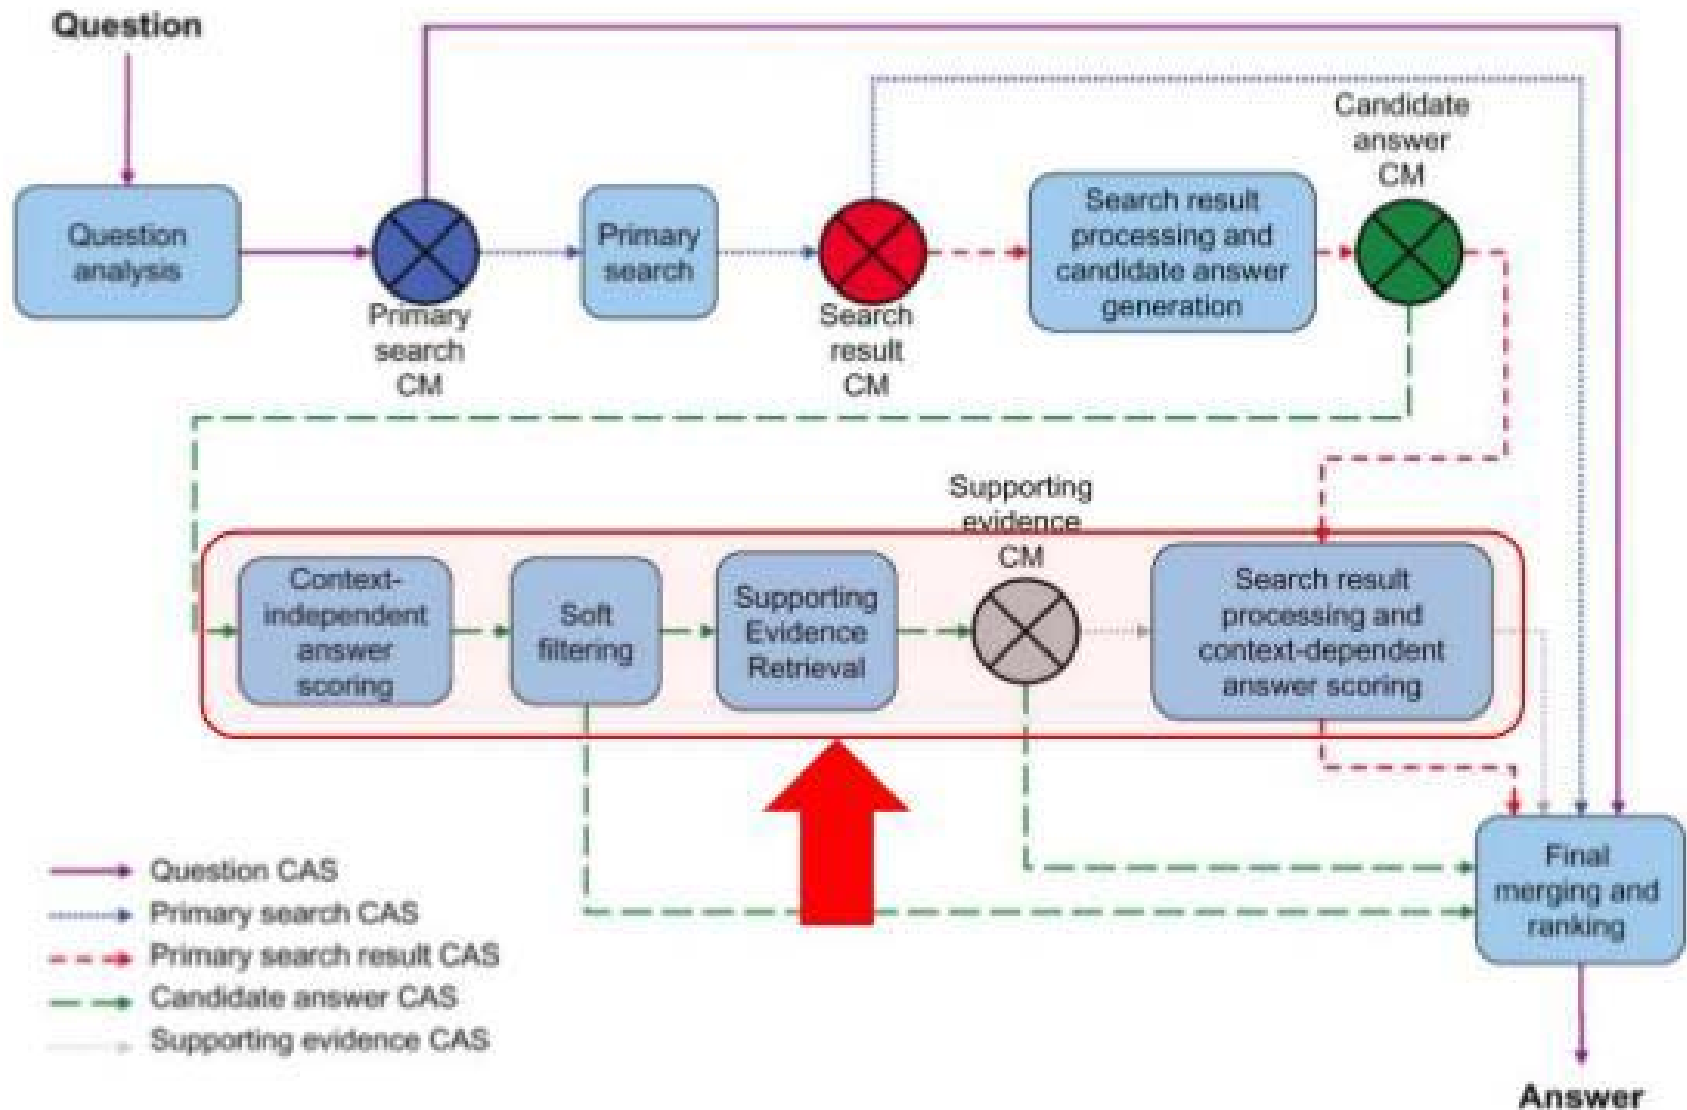 Question
Candidate
answer
CM
Question
analysis
Primary
search
Search result
processing and
candidate answer
generation
Primary
search
CM
Search
result
CM
Supporting
evidence
CM
Context-
independent
answer
scoring
Soft
filtering
Supporting
Evidence
Retrieval
Search result
processing and
context-dependent
answer scoring
Final
merging and
ranking
Question CAS
Primary search CAS
Primary search result CAS
Candidate answer CAS
Supporting evidence CAS
Answer